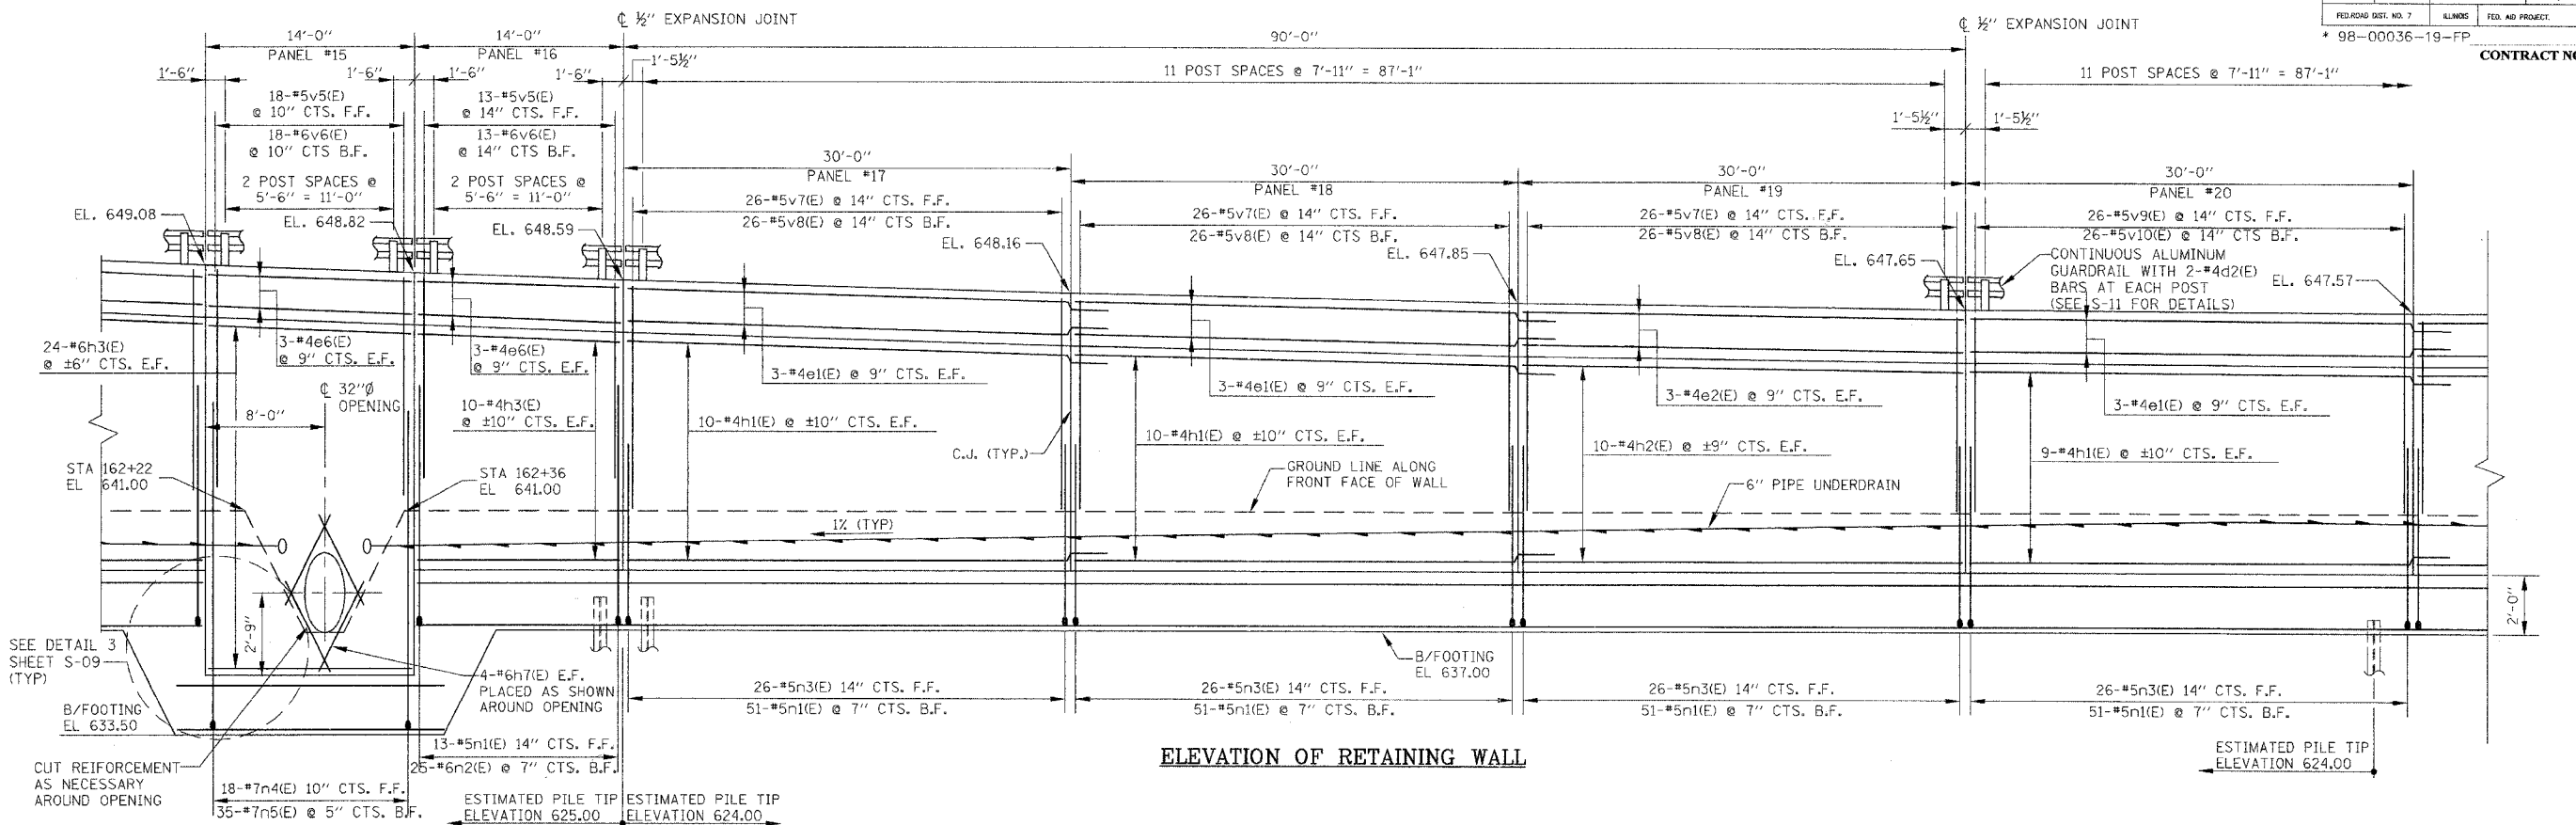 FED.ROAD DIST. NO. 7 ILLINOIS FED. AID PROJECT.
* 98-00036-19-FP
CONTRACT NO
℄ ½" EXPANSION JOINT
℄ ½" EXPANSION JOINT
14'-0"
PANEL #15
14'-0"
PANEL #16
90'-0"
1'-6"
1'-6"
1'-6"
1'-6"
1'-5½"
11 POST SPACES @ 7'-11" = 87'-1"
11 POST SPACES @ 7'-11" = 87'-1"
1'-5½"
1'-5½"
18-#5v5(E)
@ 10" CTS. F.F.
18-#6v6(E)
@ 10" CTS B.F.
2 POST SPACES @
5'-6" = 11'-0"
13-#5v5(E)
@ 14" CTS. F.F.
13-#6v6(E)
@ 14" CTS. B.F.
2 POST SPACES @
5'-6" = 11'-0"
30'-0"
PANEL #17
30'-0"
PANEL #18
30'-0"
PANEL #19
30'-0"
PANEL #20
26-#5v7(E) @ 14" CTS. F.F.
26-#5v8(E) @ 14" CTS B.F.
26-#5v7(E) @ 14" CTS. F.F.
26-#5v8(E) @ 14" CTS. B.F.
26-#5v7(E) @ 14" CTS. F.F.
26-#5v8(E) @ 14" CTS. B.F.
26-#5v9(E) @ 14" CTS. F.F.
26-#5v10(E) @ 14" CTS B.F.
EL. 649.08
EL. 648.82
EL. 648.59
EL. 648.16
EL. 647.85
EL. 647.65
EL. 647.57
CONTINUOUS ALUMINUM
GUARDRAIL WITH 2-#4d2(E)
BARS AT EACH POST
(SEE S-11 FOR DETAILS)
24-#6h3(E)
@ ±6" CTS. E.F.
3-#4e6(E)
@ 9" CTS. E.F.
3-#4e6(E)
@ 9" CTS. E.F.
3-#4e1(E) @ 9" CTS. E.F.
3-#4e1(E) @ 9" CTS. E.F.
3-#4e2(E) @ 9" CTS. E.F.
3-#4e1(E) @ 9" CTS. E.F.
℄ 32"Ø
OPENING
8'-0"
10-#4h3(E)
@ ±10" CTS. E.F.
10-#4h1(E) @ ±10" CTS. E.F.
10-#4h1(E) @ ±10" CTS. E.F.
10-#4h2(E) @ ±9" CTS. E.F.
9-#4h1(E) @ ±10" CTS. E.F.
C.J. (TYP.)
STA 162+22
EL 641.00
STA 162+36
EL 641.00
GROUND LINE ALONG
FRONT FACE OF WALL
6" PIPE UNDERDRAIN
1% (TYP)
2'-9"
2'-0"
SEE DETAIL 3
SHEET S-09
(TYP)
B/FOOTING
EL 633.50
4-#6h7(E) E.F.
PLACED AS SHOWN
AROUND OPENING
B/FOOTING
EL 637.00
26-#5n3(E) 14" CTS. F.F.
51-#5n1(E) @ 7" CTS. B.F.
26-#5n3(E) 14" CTS. F.F.
51-#5n1(E) @ 7" CTS. B.F.
26-#5n3(E) 14" CTS. F.F.
51-#5n1(E) @ 7" CTS. B.F.
26-#5n3(E) 14" CTS. F.F.
51-#5n1(E) @ 7" CTS. B.F.
13-#5n1(E) 14" CTS. F.F.
25-#6n2(E) @ 7" CTS. B.F.
CUT REIFORCEMENT
AS NECESSARY
AROUND OPENING
18-#7n4(E) 10" CTS. F.F.
35-#7n5(E) @ 5" CTS. B.F.
ESTIMATED PILE TIP
ELEVATION 625.00
ESTIMATED PILE TIP
ELEVATION 624.00
ESTIMATED PILE TIP
ELEVATION 624.00
ELEVATION OF RETAINING WALL